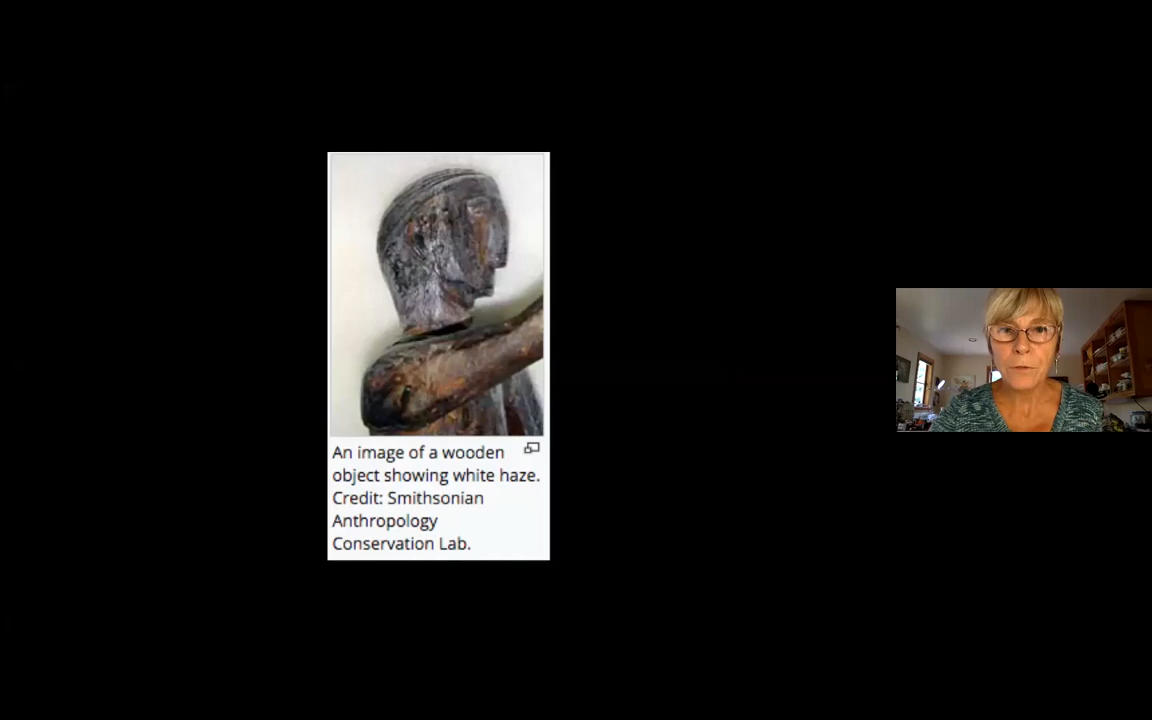 An image of a wooden
object showing white haze.
Credit: Smithsonian
Anthropology
Conservation Lab.